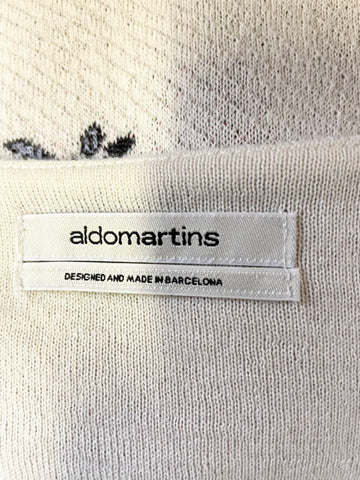 aldomartins
DESIGNED AND MADE IN BARCELONA